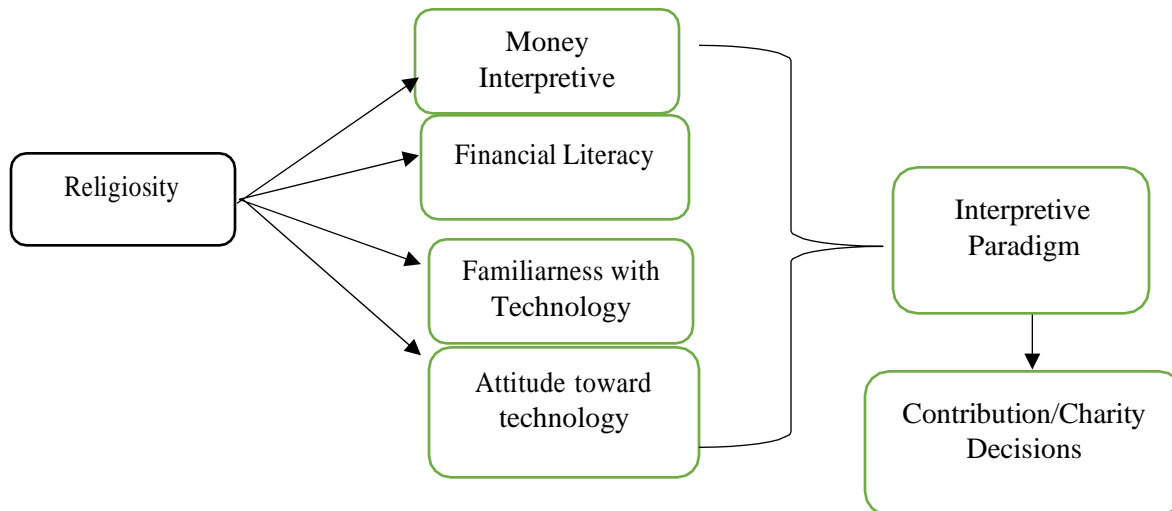 Money
Interpretive
Financial Literacy
Religiosity
Familiarness with
Technology
Attitude toward
technology
Interpretive
Paradigm
Contribution/Charity
Decisions